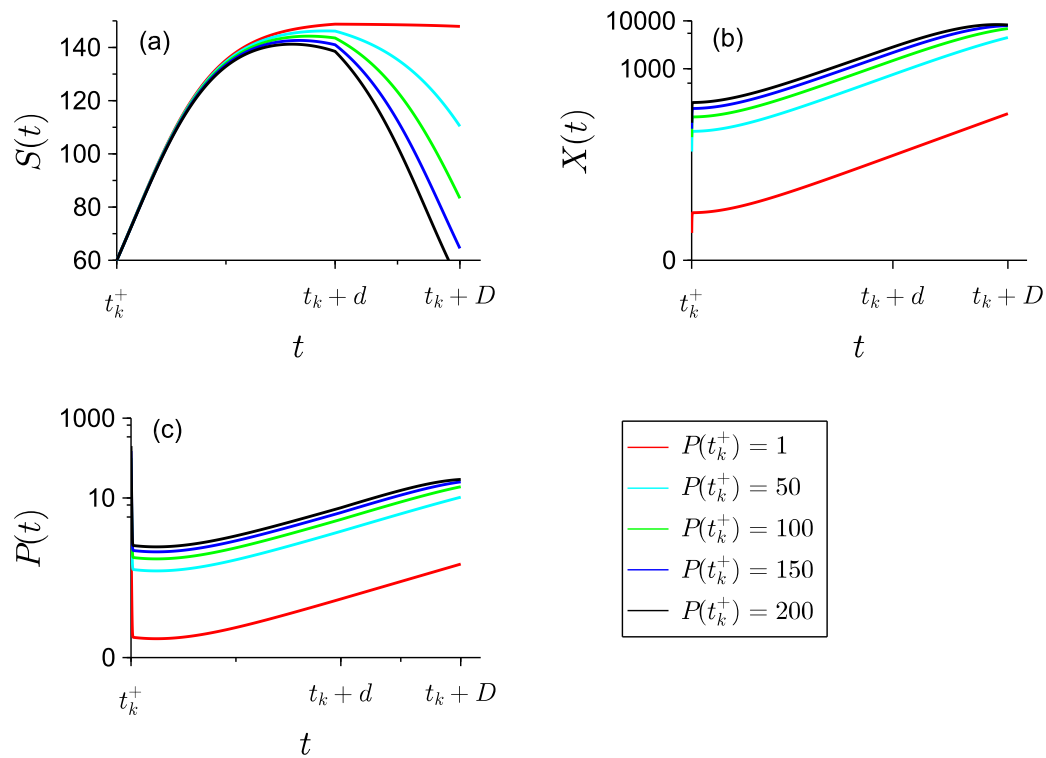 (a)
140
120
100
80
60
S(t)
t_k^+
t_k + d
t_k + D
t
(b)
10000
1000
0
X(t)
t_k^+
t_k + d
t_k + D
t
(c)
1000
10
0
P(t)
t_k^+
t_k + d
t_k + D
t
P(t_k^+) = 1
P(t_k^+) = 50
P(t_k^+) = 100
P(t_k^+) = 150
P(t_k^+) = 200